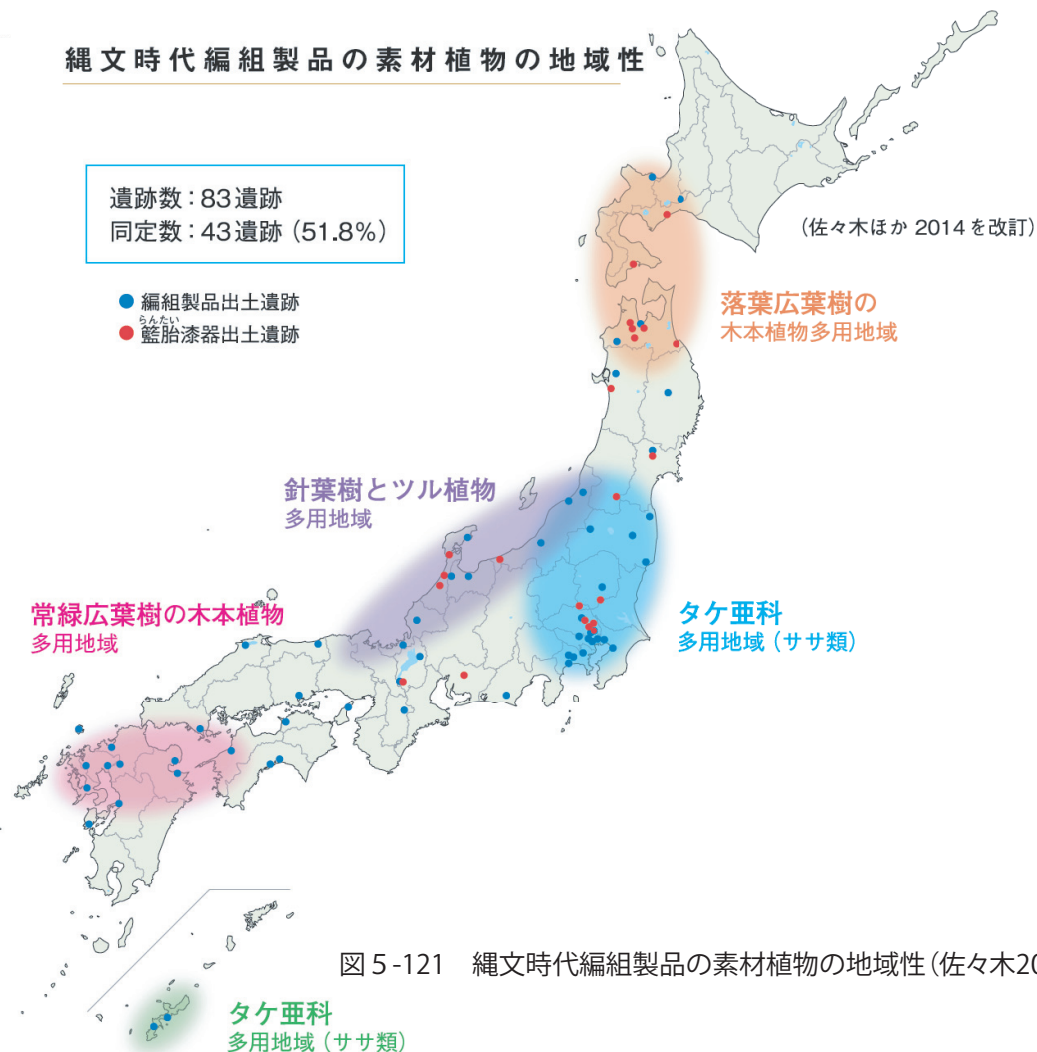 縄文時代編組製品の素材植物の地域性
遺跡数：83遺跡
同定数：43遺跡（51.8%）
（佐々木ほか 2014を改訂）
編組製品出土遺跡
らんたい
籃胎漆器出土遺跡
落葉広葉樹の
木本植物多用地域
針葉樹とツル植物
多用地域
常緑広葉樹の木本植物
多用地域
タケ亜科
多用地域（ササ類）
図5-121　縄文時代編組製品の素材植物の地域性（佐々木20
タケ亜科
多用地域（ササ類）